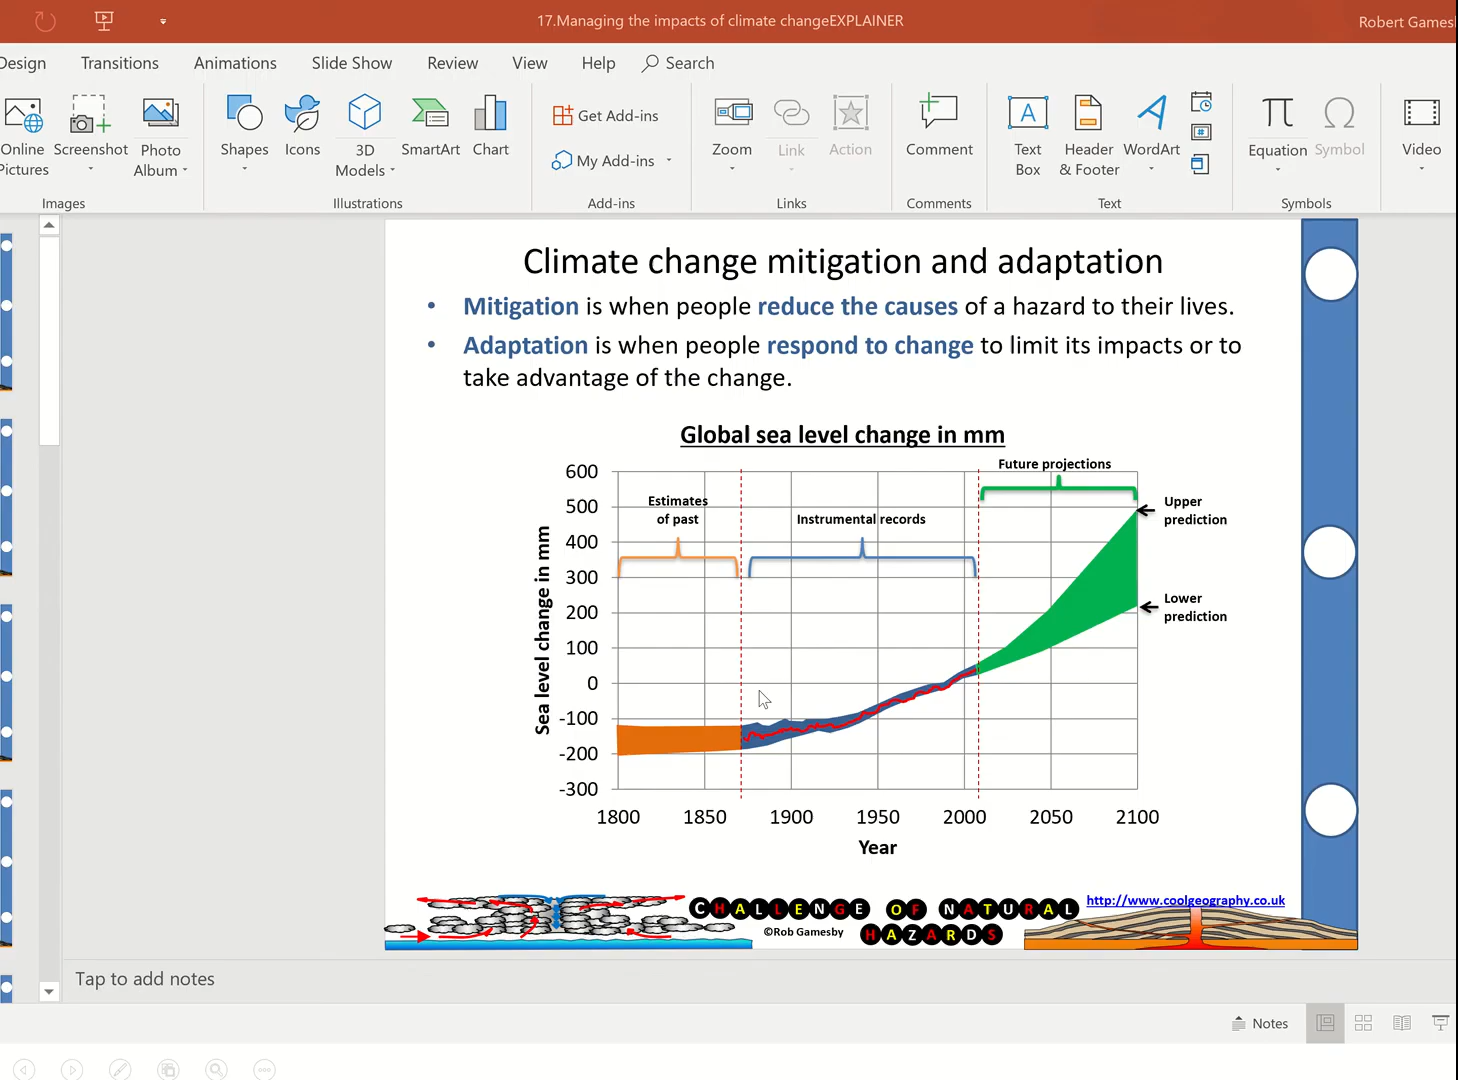 17.Managing the impacts of climate changeEXPLAINER
Robert Games
Design Transitions Animations Slide Show Review View Help Search
Online Pictures
Screenshot
Photo Album
Images
Shapes
Icons
3D Models
SmartArt
Chart
Illustrations
Get Add-ins
My Add-ins
Add-ins
Zoom
Link
Action
Links
Comment
Comments
Text Box
Header & Footer
WordArt
Text
Equation
Symbol
Symbols
Video
Climate change mitigation and adaptation
• Mitigation is when people reduce the causes of a hazard to their lives.
• Adaptation is when people respond to change to limit its impacts or to
take advantage of the change.
Global sea level change in mm
Future projections
Estimates
of past
Instrumental records
Upper
prediction
Lower
prediction
Sea level change in mm
600
500
400
300
200
100
0
-100
-200
-300
1800 1850 1900 1950 2000 2050 2100
Year
CHALLENGE OF NATURAL
HAZARDS
©Rob Gamesby
http://www.coolgeography.co.uk
Tap to add notes
Notes